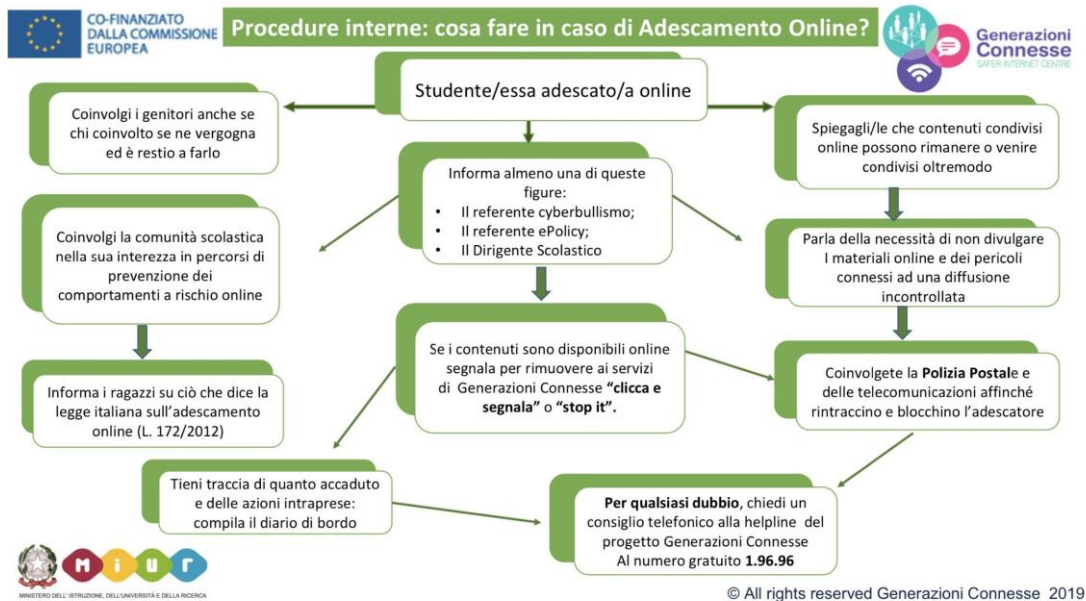 CO-FINANZIATO
DALLA COMMISSIONE
EUROPEA
Procedure interne: cosa fare in caso di Adescamento Online?
Generazioni
Connesse
SAFER INTERNET CENTRE
Studente/essa adescato/a online
Coinvolgi i genitori anche se
chi coinvolto se ne vergogna
ed è restio a farlo
Informa almeno una di queste
figure:
• Il referente cyberbullismo;
• Il referente ePolicy;
• Il Dirigente Scolastico
Spiegagli/le che contenuti condivisi
online possono rimanere o venire
condivisi oltremodo
Coinvolgi la comunità scolastica
nella sua interezza in percorsi di
prevenzione dei
comportamenti a rischio online
Parla della necessità di non divulgare
I materiali online e dei pericoli
connessi ad una diffusione
incontrollata
Informa i ragazzi su ciò che dice la
legge italiana sull'adescamento
online (L. 172/2012)
Se i contenuti sono disponibili online
segnala per rimuovere ai servizi
di Generazioni Connesse "clicca e
segnala" o "stop it".
Coinvolgete la Polizia Postale e
delle telecomunicazioni affinché
rintraccino e blocchino l'adescatore
Tieni traccia di quanto accaduto
e delle azioni intraprese:
compila il diario di bordo
Per qualsiasi dubbio, chiedi un
consiglio telefonico alla helpline del
progetto Generazioni Connesse
Al numero gratuito 1.96.96
miur
MINISTERO DELL'ISTRUZIONE, DELL'UNIVERSITÀ E DELLA RICERCA
© All rights reserved Generazioni Connesse 2019